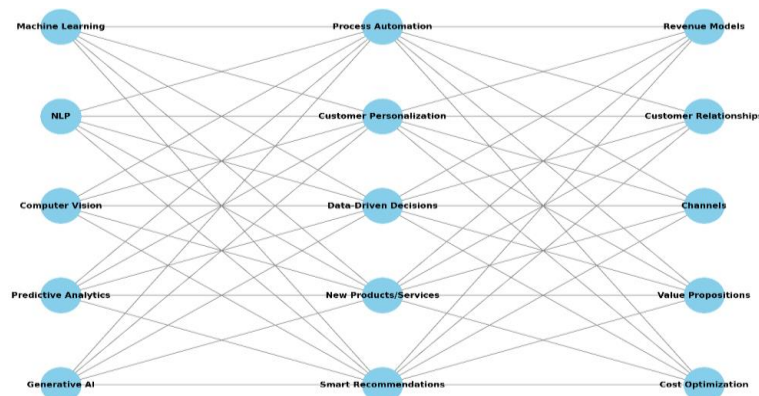 Machine Learning
Process Automation
Revenue Models
NLP
Customer Personalization
Customer Relationships
Computer Vision
Data-Driven Decisions
Channels
Predictive Analytics
New Products/Services
Value Propositions
Generative AI
Smart Recommendations
Cost Optimization